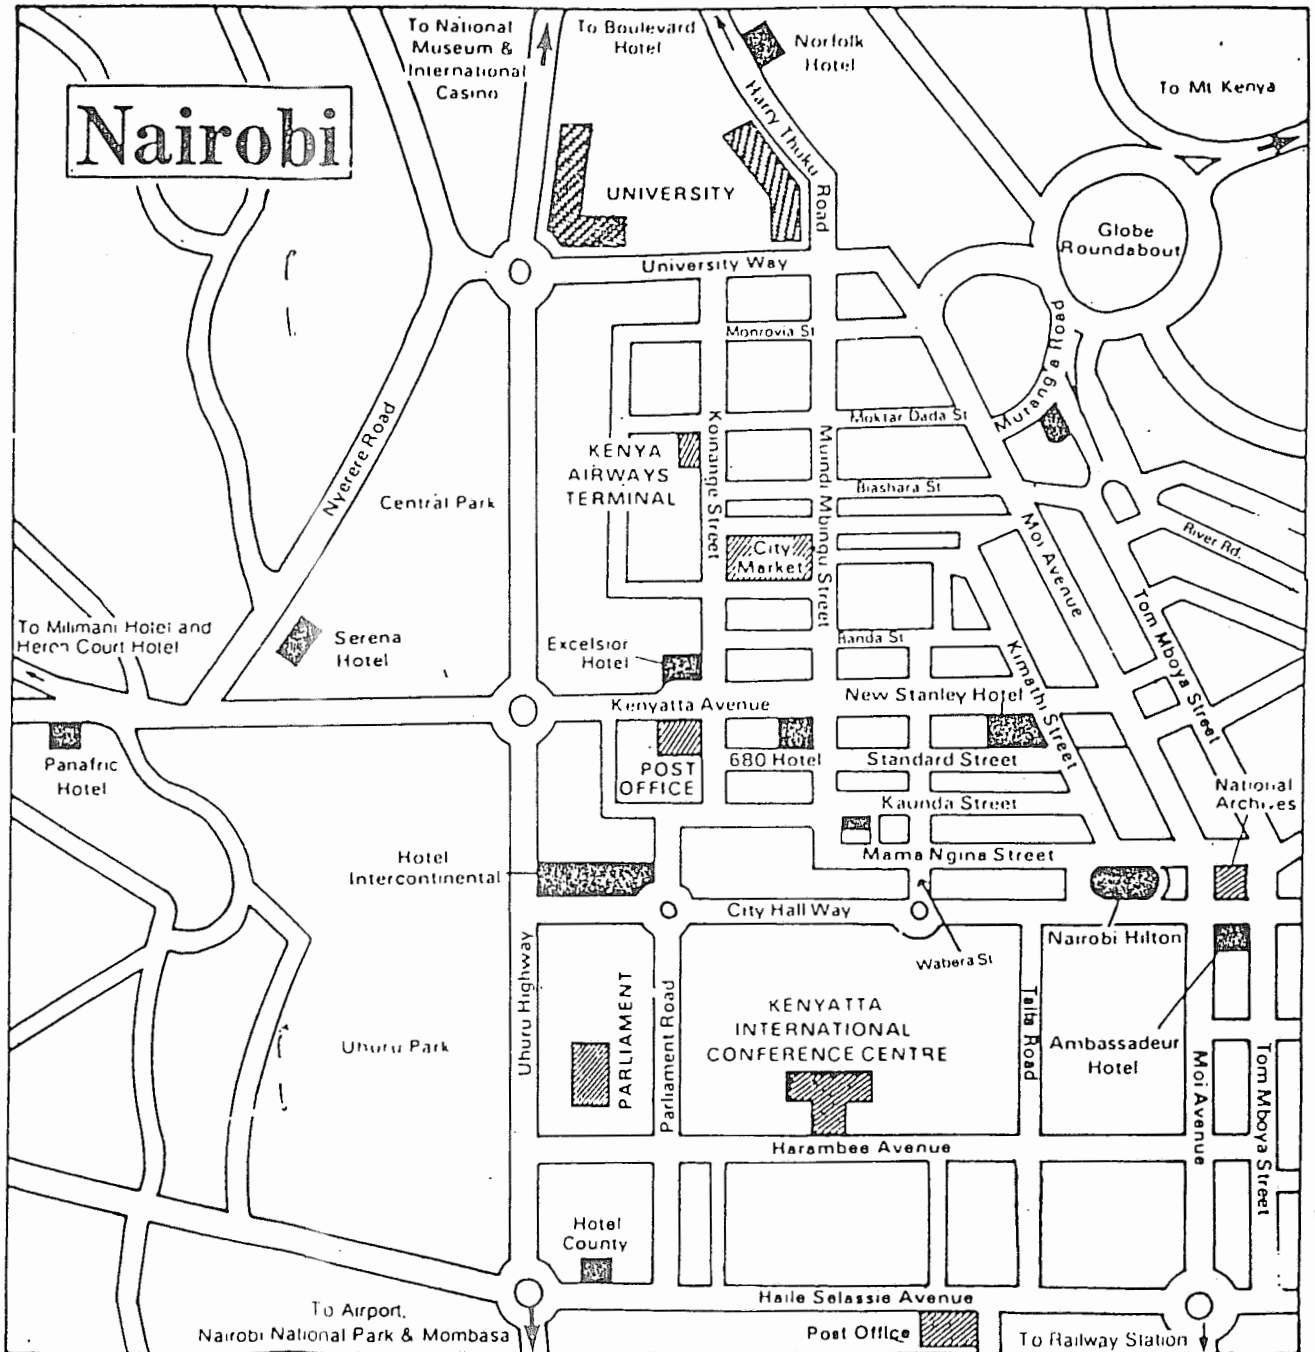 To National
Museum &
International
Casino
To Boulevard
Hotel
Norfolk
Hotel
To Mt Kenya
Nairobi
Harry Thuku
Road
UNIVERSITY
Globe
Roundabout
University Way
Monrovia St
Muranga Road
Nyerere Road
Moktar Dada St
Koinange Street
Muindi Mbingu Street
KENYA
AIRWAYS
TERMINAL
Central Park
Biashara St
Moi Avenue
River Rd.
City
Market
Tom Mboya Street
To Milimani Hotel and
Heron Court Hotel
Serena
Hotel
Excelsior
Hotel
Banda St
Kimathi Street
New Stanley Hotel
Kenyatta Avenue
Panafric
Hotel
POST
OFFICE
680 Hotel
Standard Street
National
Archives
Kaunda Street
Hotel
Intercontinental
Mama Ngina Street
City Hall Way
Nairobi Hilton
Wabera St
Uhuru Highway
PARLIAMENT
Parliament Road
KENYATTA
INTERNATIONAL
CONFERENCE CENTRE
Taita Road
Ambassadeur
Hotel
Uhuru Park
Moi Avenue
Tom Mboya Street
Harambee Avenue
Hotel
County
Haile Selassie Avenue
To Airport,
Nairobi National Park & Mombasa
Post Office
To Railway Station